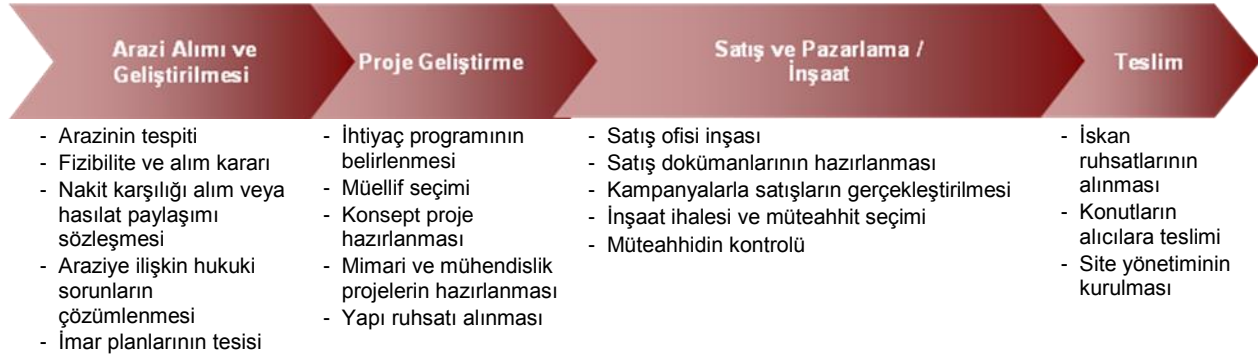 Arazi Alımı ve
Geliştirilmesi
Proje Geliştirme
Satış ve Pazarlama /
İnşaat
Teslim
- Arazinin tespiti
- Fizibilite ve alım kararı
- Nakit karşılığı alım veya
hasılat paylaşımı
sözleşmesi
- Araziye ilişkin hukuki
sorunların
çözümlenmesi
- İmar planlarının tesisi
- İhtiyaç programının
belirlenmesi
- Müellif seçimi
- Konsept proje
hazırlanması
- Mimari ve mühendislik
projelerin hazırlanması
- Yapı ruhsatı alınması
- Satış ofisi inşası
- Satış dokümanlarının hazırlanması
- Kampanyalarla satışların gerçekleştirilmesi
- İnşaat ihalesi ve müteahhit seçimi
- Müteahhidin kontrolü
- İskan
ruhsatlarının
alınması
- Konutların
alıcılara teslimi
- Site yönetiminin
kurulması